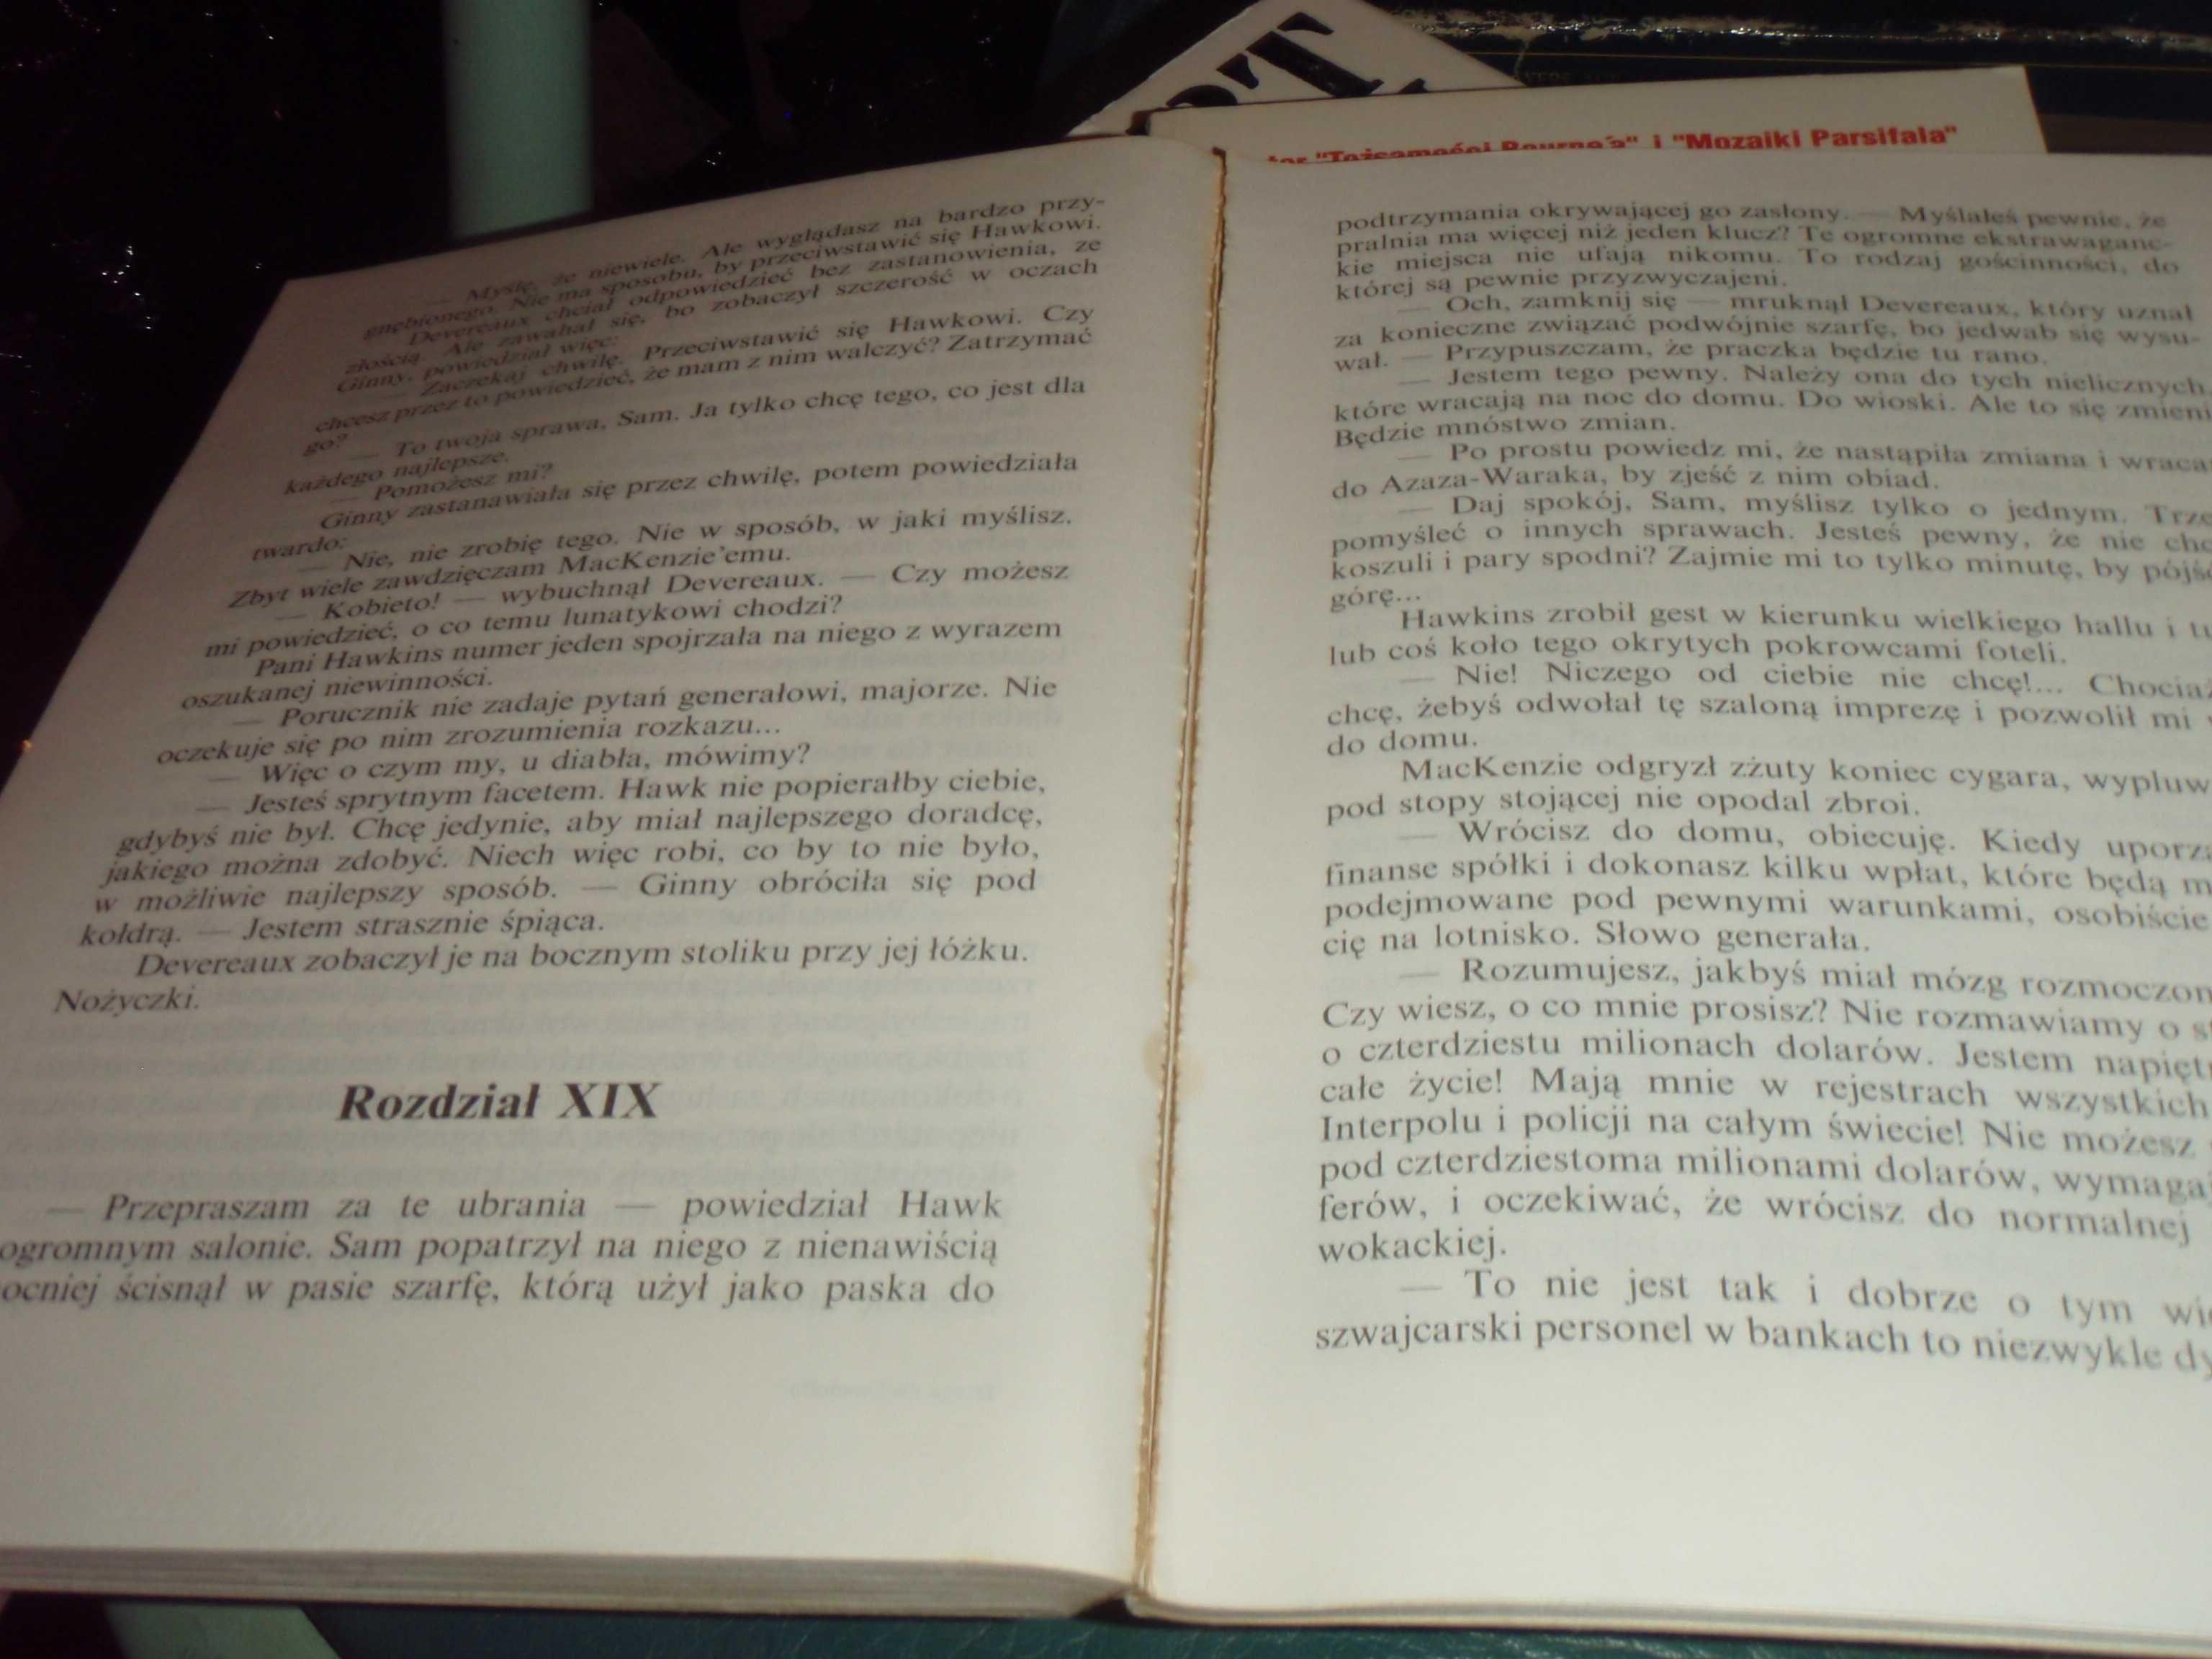 PT
"Tożsamości Bourne'a" i "Mozaiki Parsifala"
— Myślę, że niewiele. Ale wyglądasz na bardzo przy-
gnębionego. Nie ma sposobu, by przeciwstawić się Hawkowi.
Devereaux chciał odpowiedzieć bez zastanowienia, ze
złością. Ale zawahał się, bo zobaczył szczerość w oczach
Ginny, powiedział więc:
— Zaczekaj chwilę. Przeciwstawić się Hawkowi. Czy
chcesz przez to powiedzieć, że mam z nim walczyć? Zatrzymać
go?
— To twoja sprawa, Sam. Ja tylko chcę tego, co jest dla
każdego najlepsze.
— Pomożesz mi?
Ginny zastanawiała się przez chwilę, potem powiedziała
twardo:
— Nie, nie zrobię tego. Nie w sposób, w jaki myślisz.
Zbyt wiele zawdzięczam MacKenzie'emu.
— Kobieto! — wybuchnął Devereaux. — Czy możesz
mi powiedzieć, o co temu lunatykowi chodzi?
Pani Hawkins numer jeden spojrzała na niego z wyrazem
oszukanej niewinności.
— Porucznik nie zadaje pytań generałowi, majorze. Nie
oczekuje się po nim zrozumienia rozkazu...
— Więc o czym my, u diabła, mówimy?
— Jesteś sprytnym facetem. Hawk nie popierałby ciebie,
gdybyś nie był. Chcę jedynie, aby miał najlepszego doradcę,
jakiego można zdobyć. Niech więc robi, co by to nie było,
w możliwie najlepszy sposób. — Ginny obróciła się pod
kołdrą. — Jestem strasznie śpiąca.
Devereaux zobaczył je na bocznym stoliku przy jej łóżku.
Nożyczki.
Rozdział XIX
— Przepraszam za te ubrania — powiedział Hawk
ogromnym salonie. Sam popatrzył na niego z nienawiścią
ocniej ścisnął w pasie szarfę, którą użył jako paska do
podtrzymania okrywającej go zasłony. — Myślałeś pewnie, że
pralnia ma więcej niż jeden klucz? Te ogromne ekstrawaganc-
kie miejsca nie ufają nikomu. To rodzaj gościnności, do
której są pewnie przyzwyczajeni.
— Och, zamknij się — mruknął Devereaux, który uznał
za konieczne związać podwójnie szarfę, bo jedwab się wysu-
wał. — Przypuszczam, że praczka będzie tu rano.
— Jestem tego pewny. Należy ona do tych nielicznych,
które wracają na noc do domu. Do wioski. Ale to się zmieni
Będzie mnóstwo zmian.
— Po prostu powiedz mi, że nastąpiła zmiana i wraca
do Azaza-Waraka, by zjeść z nim obiad.
— Daj spokój, Sam, myślisz tylko o jednym. Trze
pomyśleć o innych sprawach. Jesteś pewny, że nie chc
koszuli i pary spodni? Zajmie mi to tylko minutę, by pójść
górę...
Hawkins zrobił gest w kierunku wielkiego hallu i tu
lub coś koło tego okrytych pokrowcami foteli.
— Nie! Niczego od ciebie nie chcę!... Chociaż
chcę, żebyś odwołał tę szaloną imprezę i pozwolił mi
do domu.
MacKenzie odgryzł zżuty koniec cygara, wypluw
pod stopy stojącej nie opodal zbroi.
— Wrócisz do domu, obiecuję. Kiedy uporzą
finanse spółki i dokonasz kilku wpłat, które będą m
podejmowane pod pewnymi warunkami, osobiście
cię na lotnisko. Słowo generała.
— Rozumujesz, jakbyś miał mózg rozmoczon
Czy wiesz, o co mnie prosisz? Nie rozmawiamy o s
o czterdziestu milionach dolarów. Jestem napięt
całe życie! Mają mnie w rejestrach wszystkich
Interpolu i policji na całym świecie! Nie możesz
pod czterdziestoma milionami dolarów, wymaga
ferów, i oczekiwać, że wrócisz do normalnej
wokackiej.
— To nie jest tak i dobrze o tym wie
szwajcarski personel w bankach to niezwykle dy